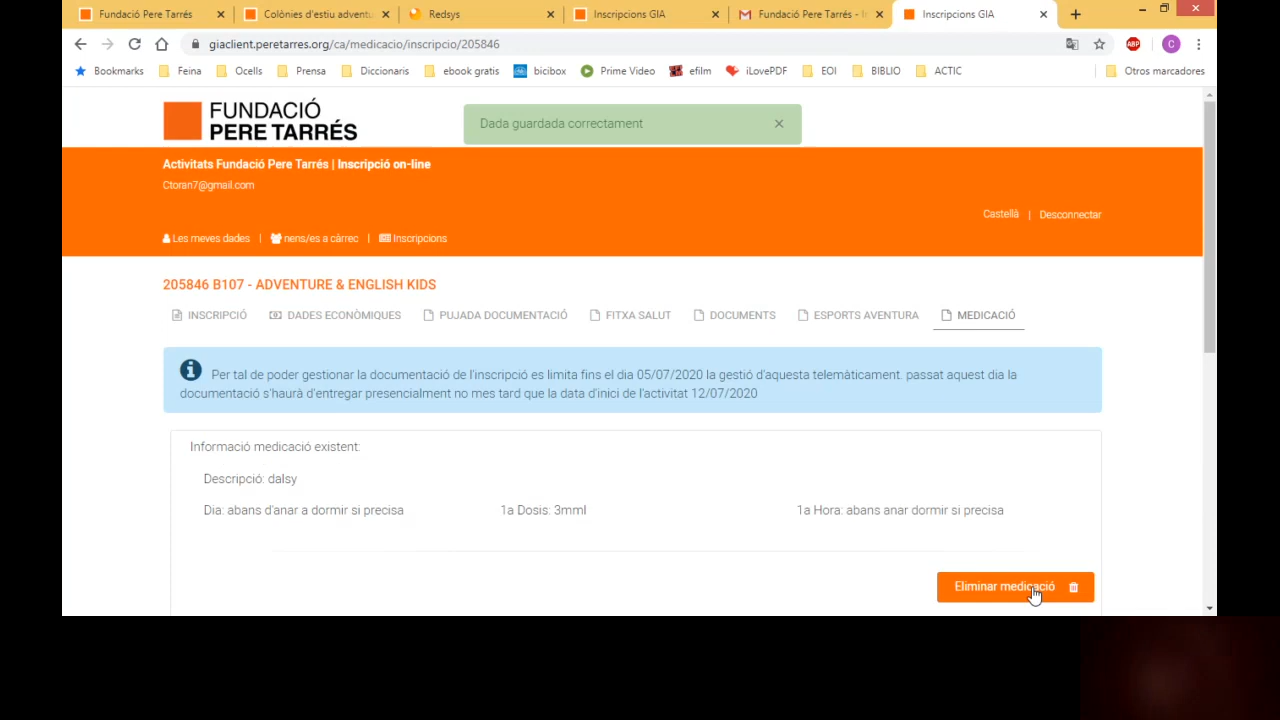 Fundació Pere Tarrés
Colònies d'estiu adventu
Redsys
Inscripcions GIA
Fundació Pere Tarrés - I
Inscripcions GIA
giaclient.peretarres.org/ca/medicacio/inscripcio/205846
ABP
C
Bookmarks
Feina
Ocells
Prensa
Diccionaris
ebook gratis
bicibox
Prime Video
efilm
iLovePDF
EOI
BIBLIO
ACTIC
Otros marcadores
FUNDACIÓ
PERE TARRÉS
Dada guardada correctament
Activitats Fundació Pere Tarrés | Inscripció on-line
Ctoran7@gmail.com
Castellà | Desconnectar
Les meves dades | nens/es a càrrec | Inscripcions
205846 B107 - ADVENTURE & ENGLISH KIDS
INSCRIPCIÓ
DADES ECONÒMIQUES
PUJADA DOCUMENTACIÓ
FITXA SALUT
DOCUMENTS
ESPORTS AVENTURA
MEDICACIÓ
Per tal de poder gestionar la documentació de l'inscripció es limita fins el dia 05/07/2020 la gestió d'aquesta telemàticament. passat aquest dia la
documentació s'haurà d'entregar presencialment no mes tard que la data d'inici de l'activitat 12/07/2020
Informació medicació existent:
Descripció: dalsy
Dia: abans d'anar a dormir si precisa
1a Dosis: 3mml
1a Hora: abans anar dormir si precisa
Eliminar medicació